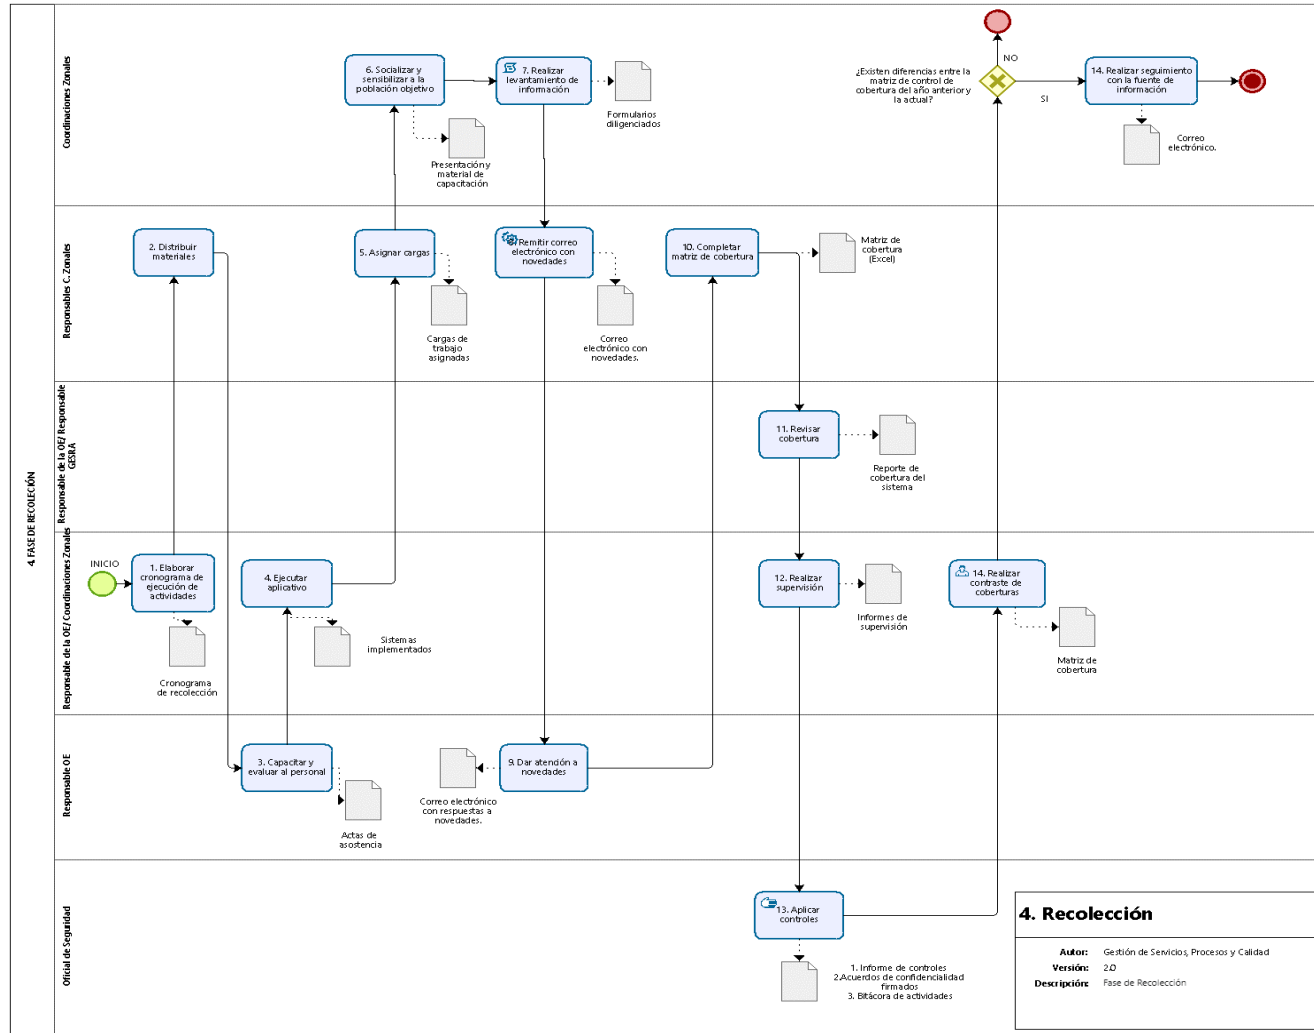 4. FASE DE RECOLECIÓN
Coordinaciones Zonales
6. Socializar y
sensibilizar a la
población objetivo
7. Realizar
levantamiento de
información
Formularios
diligenciados
Presentación y
material de
capacitación
¿Existen diferencias entre la
matriz de control de
cobertura del año anterior y
la actual?
NO
SI
14. Realizar seguimiento
con la fuente de
información
Correo
electrónico.
Responsables C. Zonales
2. Distribuir
materiales
5. Asignar cargas
Cargas de
trabajo
asignadas
8. Remitir correo
electrónico con
novedades
Correo
electrónico con
novedades.
10. Completar
matriz de cobertura
Matriz de
cobertura
(Excel)
Responsable de la OE/ Responsable
GESRA
11. Revisar
cobertura
Reporte de
cobertura del
sistema
Responsable de la OE/ Coordinaciones Zonales
INICIO
1. Elaborar
cronograma de
ejecución de
actividades
Cronograma
de recolección
4. Ejecutar
aplicativo
Sistemas
implementados
12. Realizar
supervisión
Informes de
supervisión
14. Realizar
contraste de
coberturas
Matriz de
cobertura
Responsable OE
3. Capacitar y
evaluar al personal
Actas de
asostencia
9. Dar atención a
novedades
Correo electrónico
con respuestas a
novedades.
Oficial de Seguridad
13. Aplicar
controles
1. Informe de controles
2.Acuerdos de confidencialidad
firmados
3. Bitácora de actividades
4. Recolección
Autor: Gestión de Servicios, Procesos y Calidad
Versión: 2.0
Descripción: Fase de Recolección